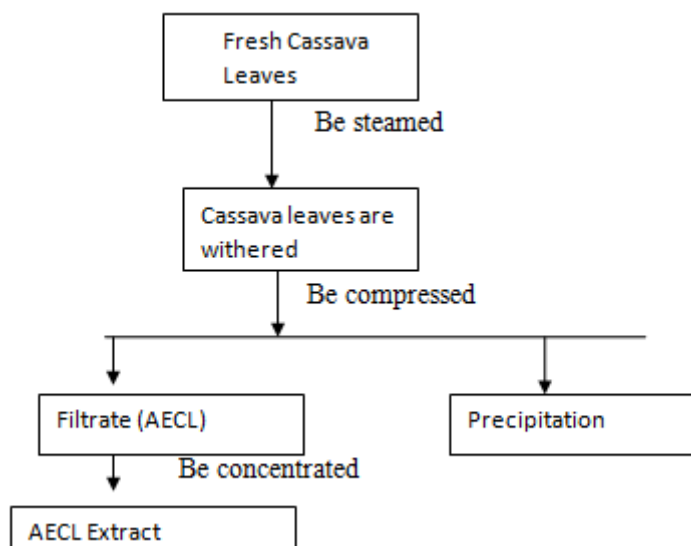 Fresh Cassava
Leaves
Be steamed
Cassava leaves are
withered
Be compressed
Filtrate (AECL)
Precipitation
Be concentrated
AECL Extract